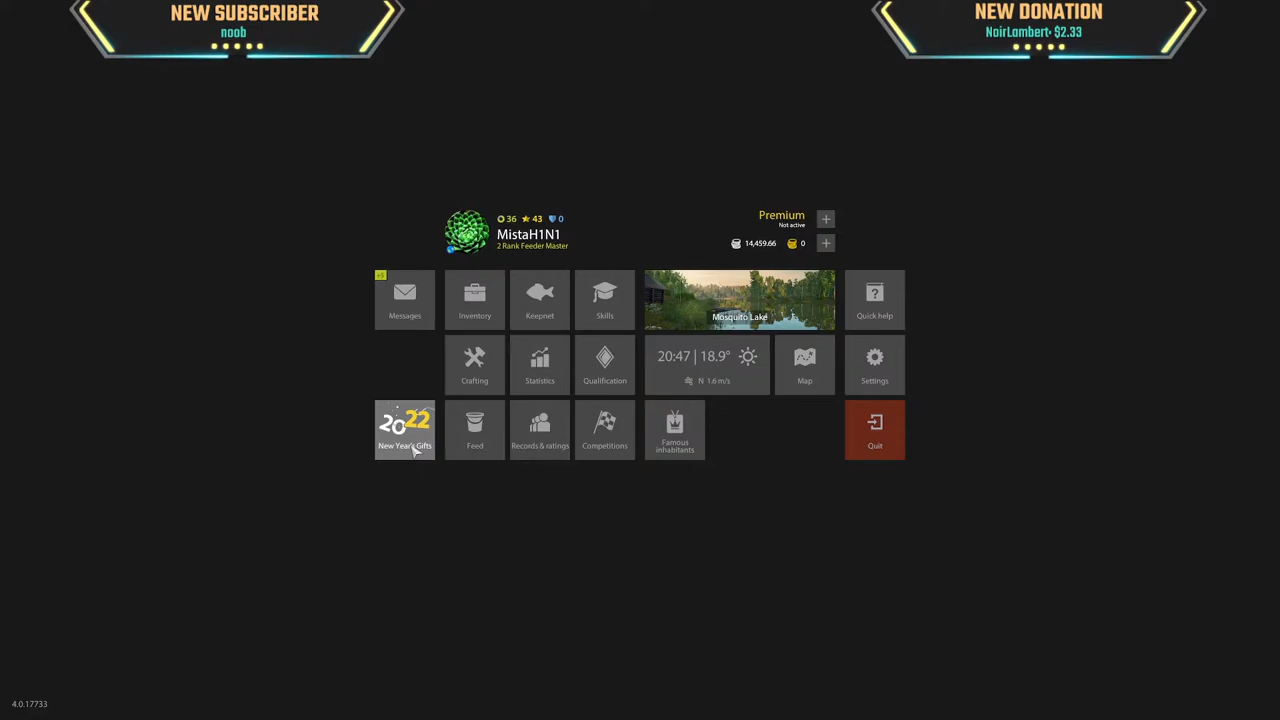 NEW SUBSCRIBER
noob
NEW DONATION
NoirLambert• $2.33
36 43 0
MistaH1N1
2 Rank Feeder Master
Premium
Not active
14,459.66 0
+5
Messages
Inventory
Keepnet
Skills
Mosquito Lake
Quick help
Crafting
Statistics
Qualification
20:47 | 18.9°
N 1.6 m/s
Map
Settings
2022
New Year's Gifts
Feed
Records & ratings
Competitions
Famous
inhabitants
Quit
4.0.17733